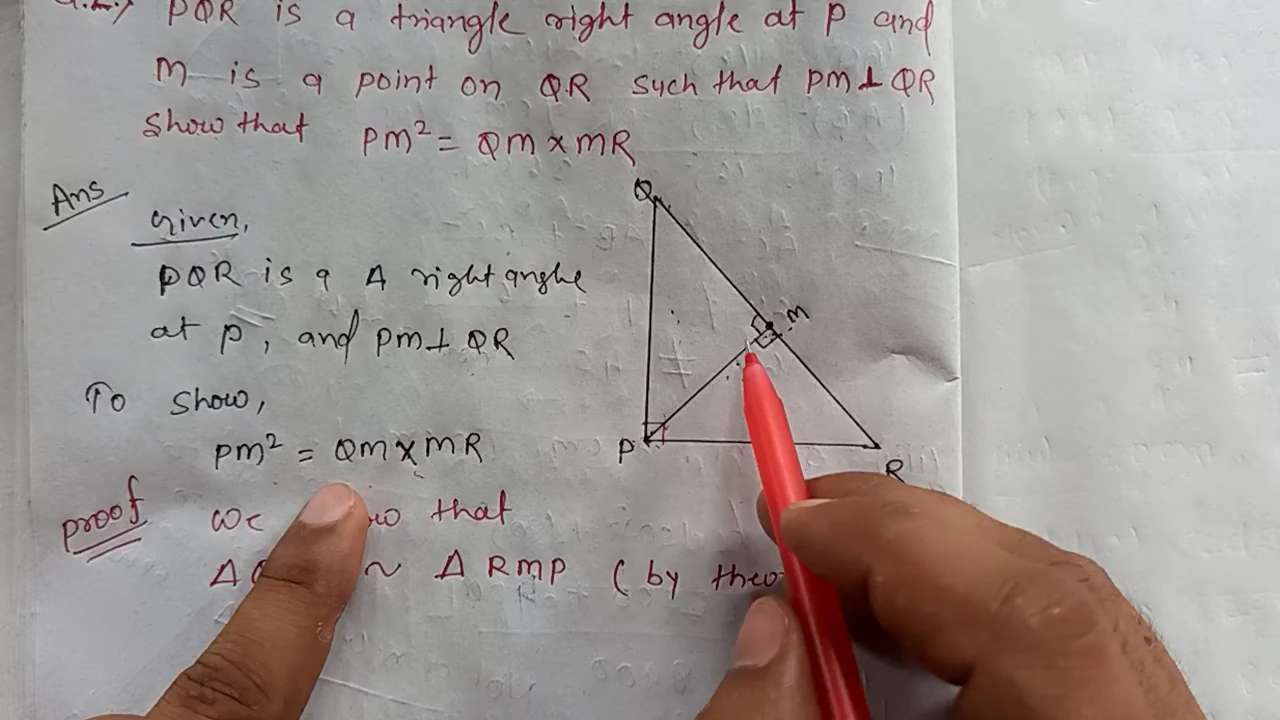 PQR is a triangle right angle at P and
M is a point on QR such that PM ⊥ QR
Show that PM² = QM × MR
Ans
Given,
PQR is a Δ right angle
at P, and PM ⊥ QR
To show,
PM² = QM × MR
Proof We that
Δ ~ Δ RMP (by
Q
M
P
R